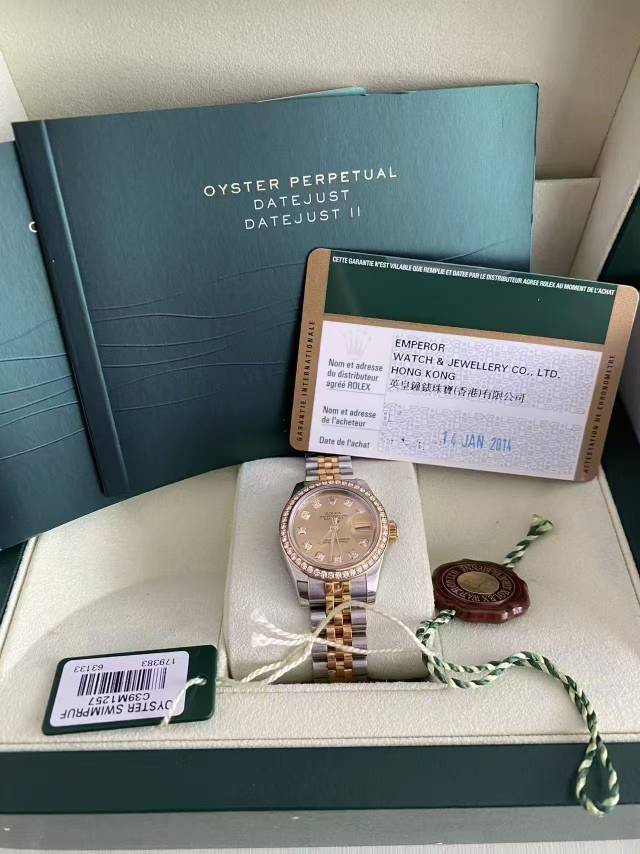 OYSTER PERPETUAL
DATEJUST
DATEJUST II
CETTE GARANTIE N'EST VALABLE QUE REMPLIE ET DATEE PAR LE DISTRIBUTEUR AGREE ROLEX AU MOMENT DE L'ACHAT
GARANTIE INTERNATIONALE
Nom et adresse
du distributeur
agréé ROLEX
EMPEROR
WATCH & JEWELLERY CO., LTD.
HONG KONG
英皇鐘錶珠寶(香港)有限公司
Nom et adresse
de l'acheteur
Date de l'achat
14 JAN 2014
ATTESTATION DE CHRONOMETRE
ROLEX
OYSTER SWIMPRUF
C39M1257
179383
63133